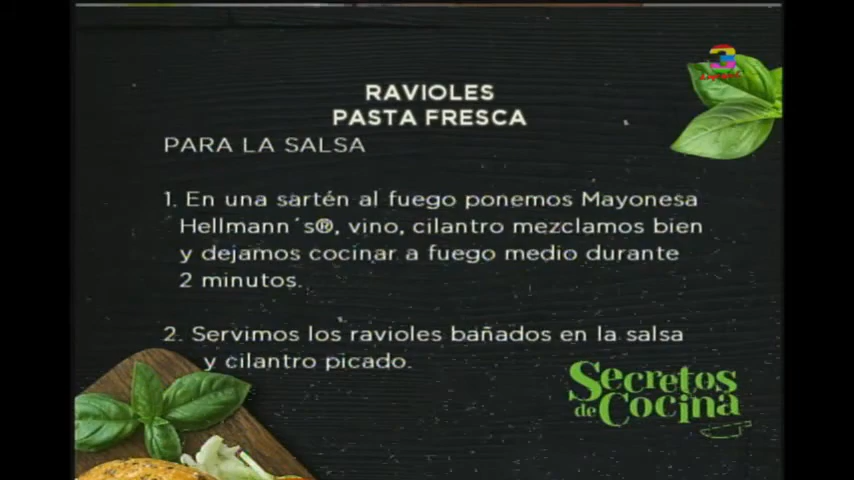 3
RAVIOLES
PASTA FRESCA
PARA LA SALSA
1. En una sartén al fuego ponemos Mayonesa
Hellmann´s®, vino, cilantro mezclamos bien
y dejamos cocinar a fuego medio durante
2 minutos.
2. Servimos los ravioles bañados en la salsa
y cilantro picado.
Secretos
de Cocina